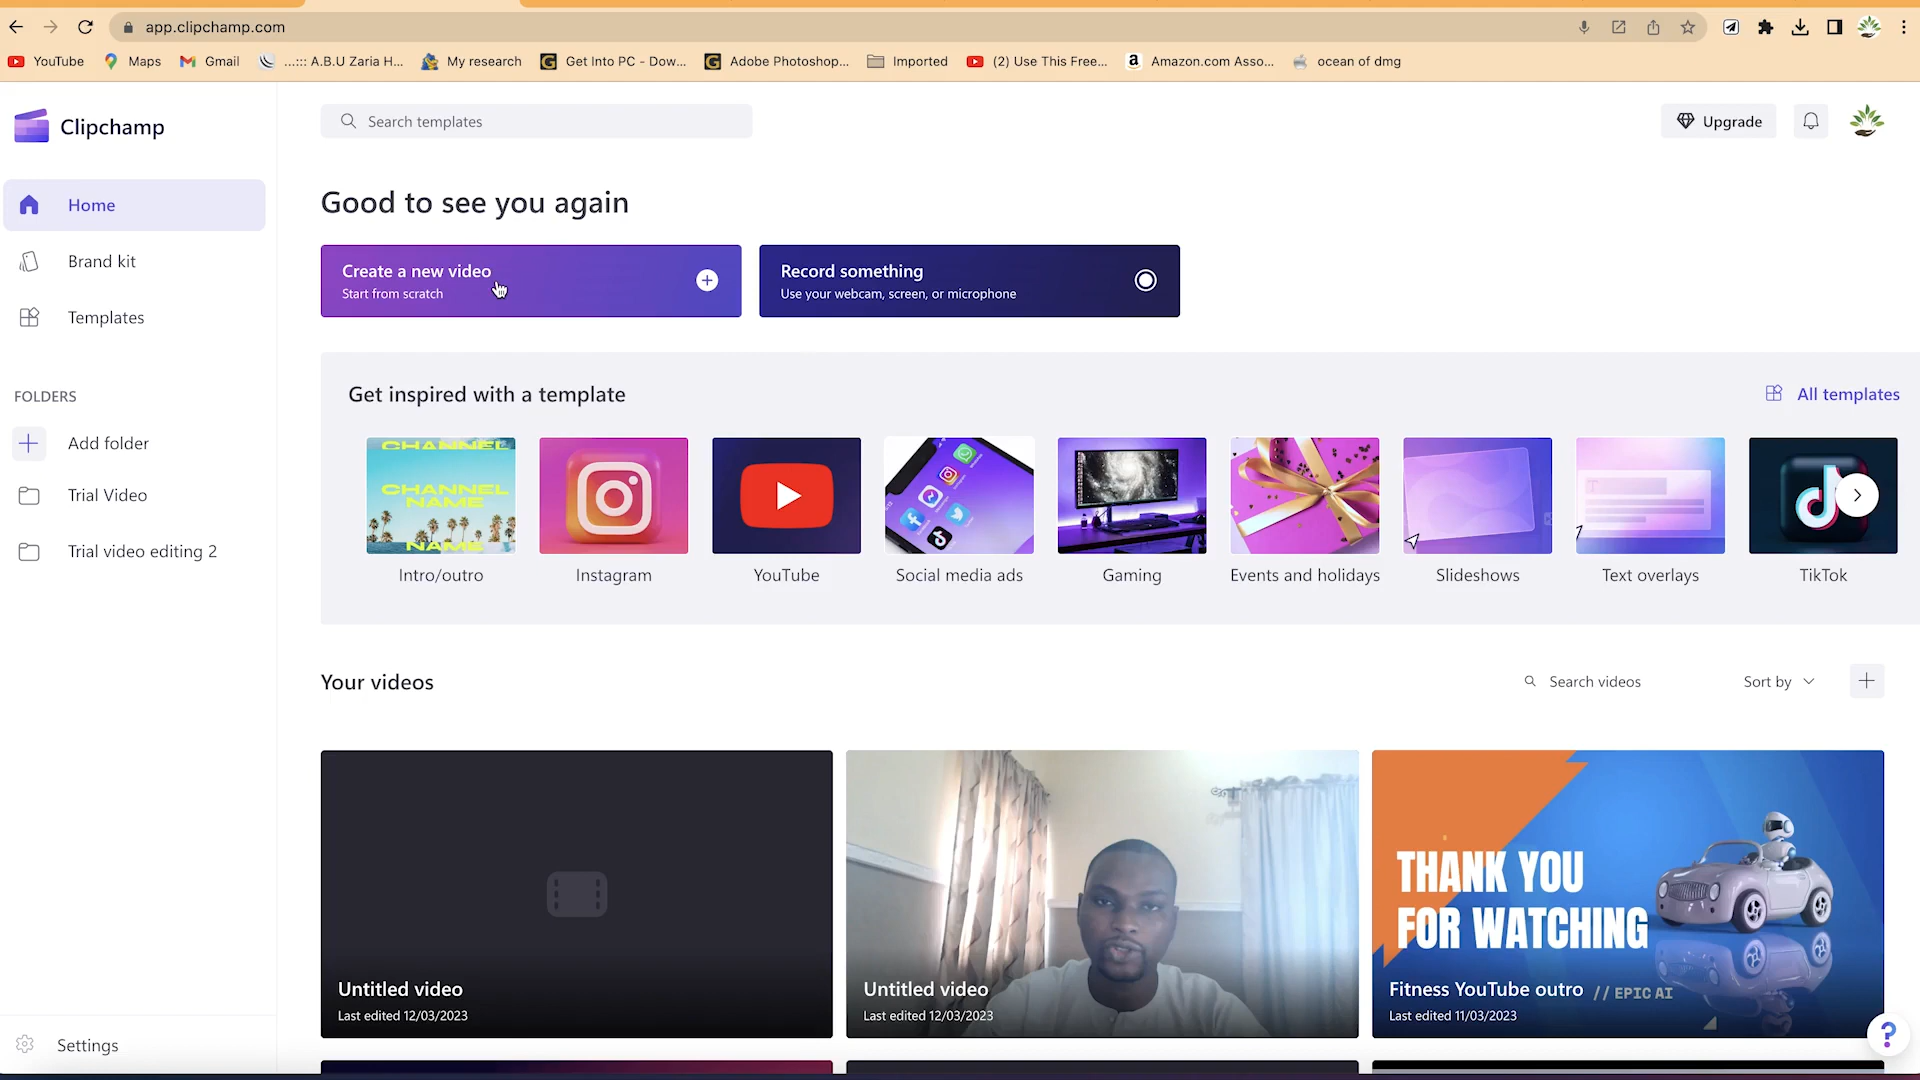 app.clipchamp.com
YouTube
Maps
Gmail
...::: A.B.U Zaria H...
My research
Get Into PC - Dow...
Adobe Photoshop...
Imported
(2) Use This Free...
Amazon.com Asso...
ocean of dmg
Clipchamp
Search templates
Upgrade
Home
Brand kit
Templates
FOLDERS
Add folder
Trial Video
Trial video editing 2
Settings
Good to see you again
Create a new video
Start from scratch
Record something
Use your webcam, screen, or microphone
Get inspired with a template
All templates
CHANNEL
CHANNEL
NAME
NAME
Intro/outro
Instagram
YouTube
Social media ads
Gaming
Events and holidays
Slideshows
Text overlays
TikTok
Your videos
Search videos
Sort by
Untitled video
Last edited 12/03/2023
Untitled video
Last edited 12/03/2023
THANK YOU
FOR WATCHING
// EPIC AI
Fitness YouTube outro
Last edited 11/03/2023
?